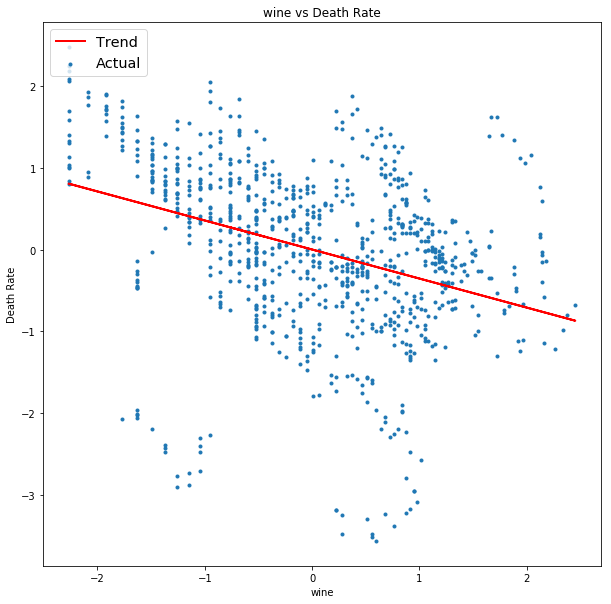 wine vs Death Rate
Trend
Actual
2
1
0
−1
−2
−3
Death Rate
−2
−1
0
1
2
wine